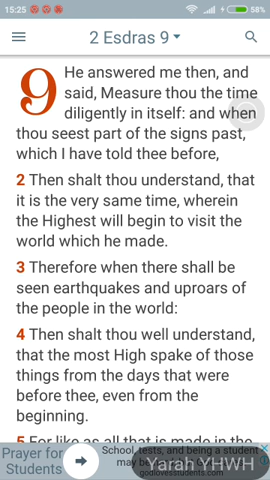 15:25 58%
2 Esdras 9
9 He answered me then, and
said, Measure thou the time
diligently in itself: and when
thou seest part of the signs past,
which I have told thee before,
2 Then shalt thou understand, that
it is the very same time, wherein
the Highest will begin to visit the
world which he made.
3 Therefore when there shall be
seen earthquakes and uproars of
the people in the world:
4 Then shalt thou well understand,
that the most High spake of those
things from the days that were
before thee, even from the
beginning.
5 For like as all that is made in the
Prayer for
Students
School, tests, and being a student
may be
godlovesstudents.com
Yarah YHWH